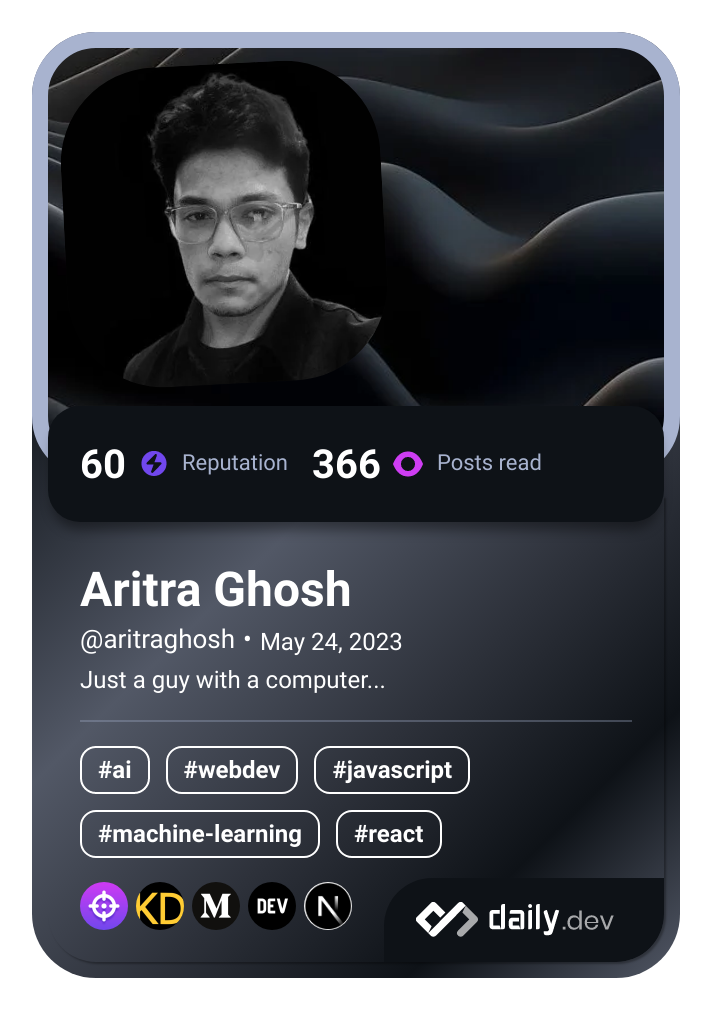 60 Reputation 366 Posts read
Aritra Ghosh
@aritraghosh • May 24, 2023
Just a guy with a computer...
#ai #webdev #javascript
#machine-learning #react
KD M DEV N daily.dev